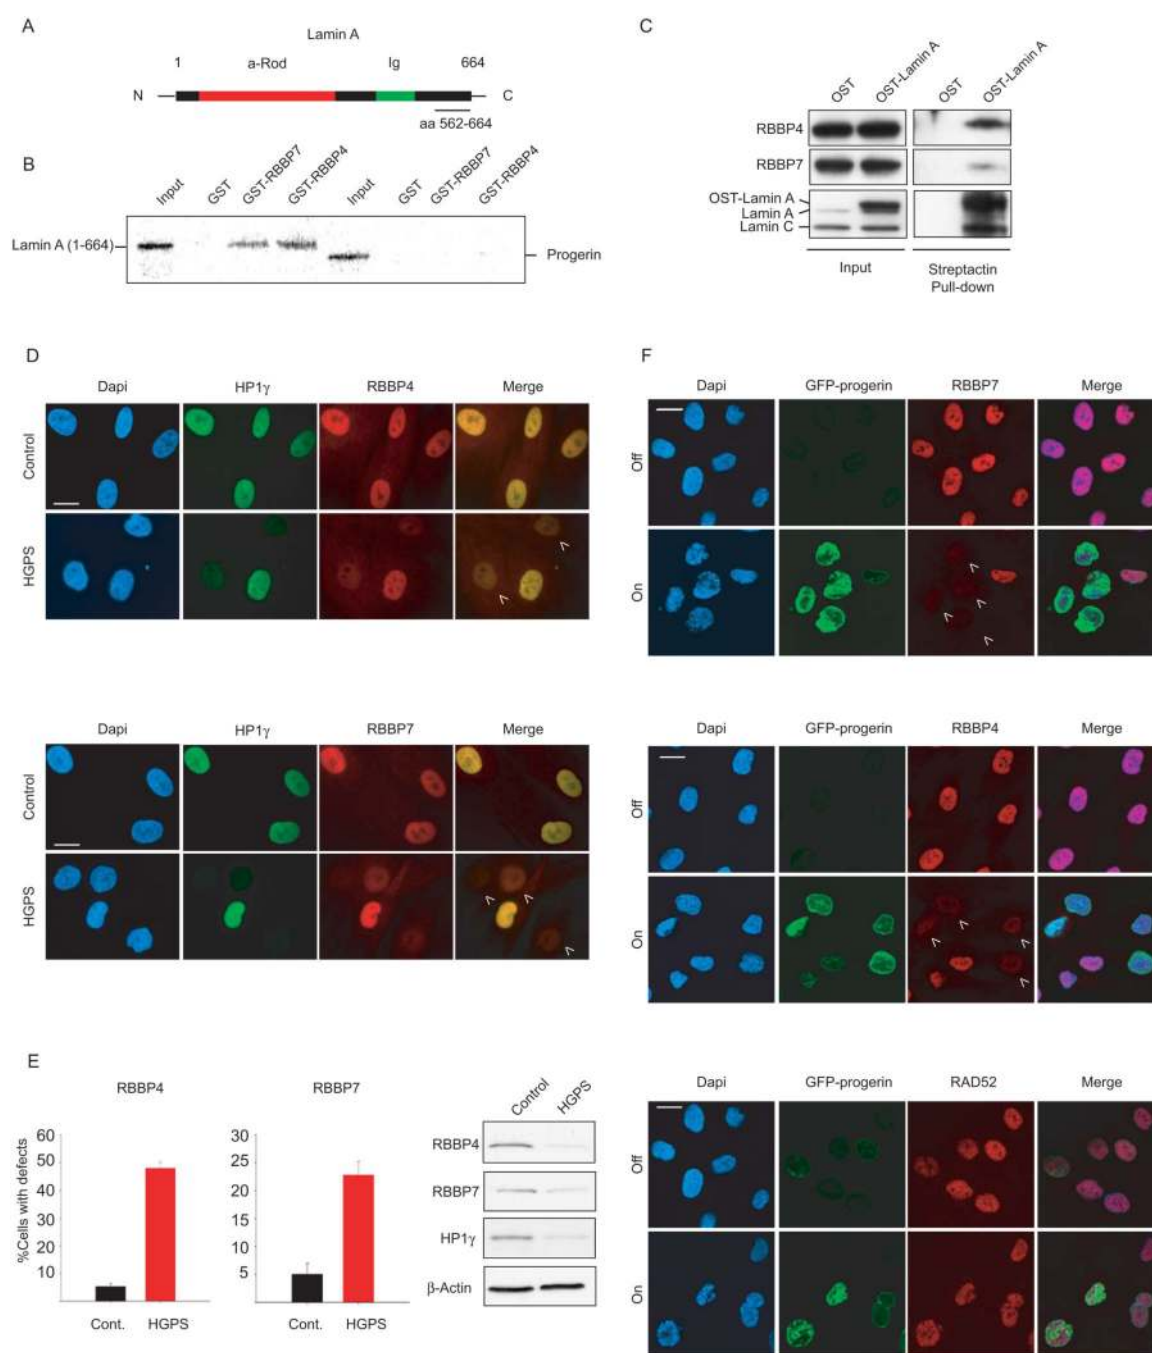 A
Lamin A
1 a-Rod Ig 664
N C
aa 562-664
B
Input GST GST-RBBP7 GST-RBBP4 Input GST GST-RBBP7 GST-RBBP4
Lamin A (1-664) Progerin
C
OST OST-Lamin A OST OST-Lamin A
RBBP4
RBBP7
OST-Lamin A
Lamin A
Lamin C
Input Streptactin
Pull-down
D
Dapi HP1γ RBBP4 Merge
Control
HGPS
Dapi HP1γ RBBP7 Merge
Control
HGPS
E
RBBP4 RBBP7
%Cells with defects
60
50
40
30
20
10
Cont. HGPS
30
25
20
15
10
5
Cont. HGPS
Control HGPS
RBBP4
RBBP7
HP1γ
β-Actin
F
Dapi GFP-progerin RBBP7 Merge
Off
On
Dapi GFP-progerin RBBP4 Merge
Off
On
Dapi GFP-progerin RAD52 Merge
Off
On